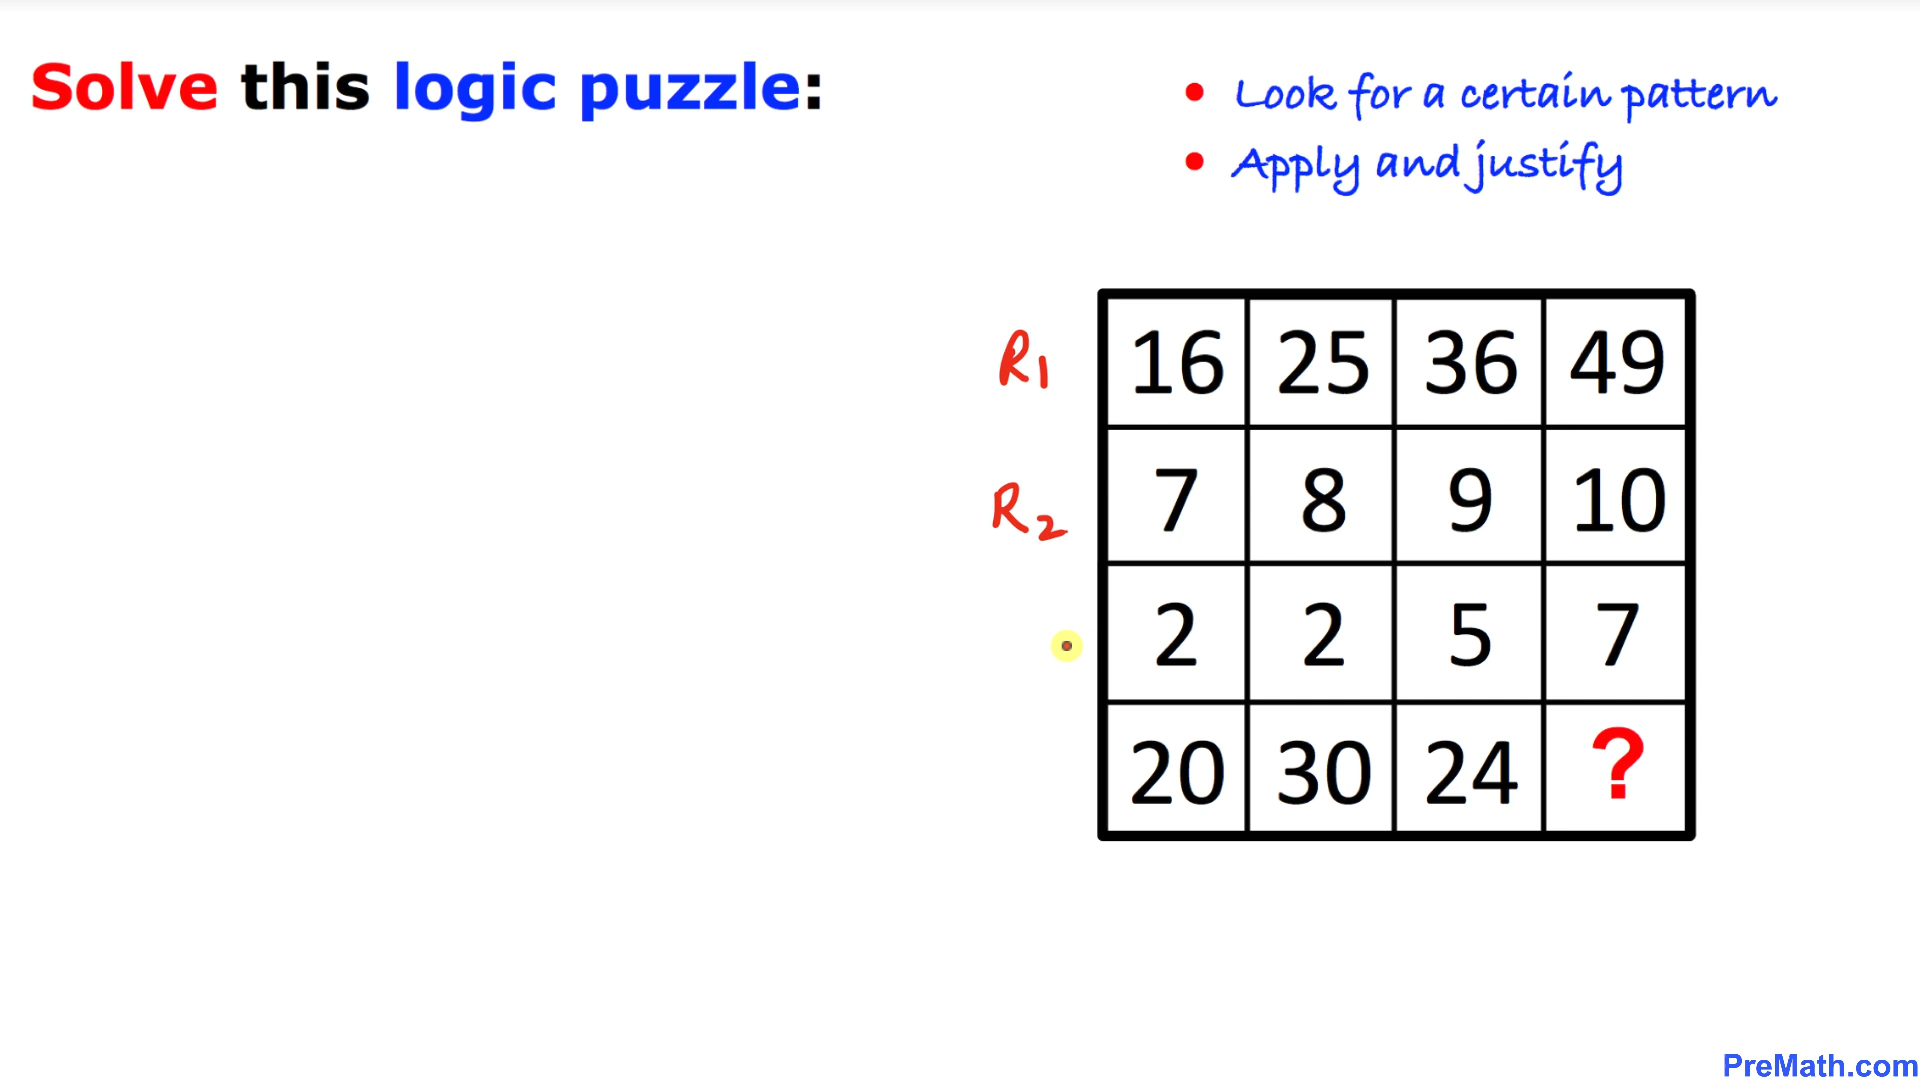 Solve this logic puzzle:
• Look for a certain pattern
• Apply and justify
R1 16 25 36 49
R2 7 8 9 10
2 2 5 7
20 30 24 ?
PreMath.com